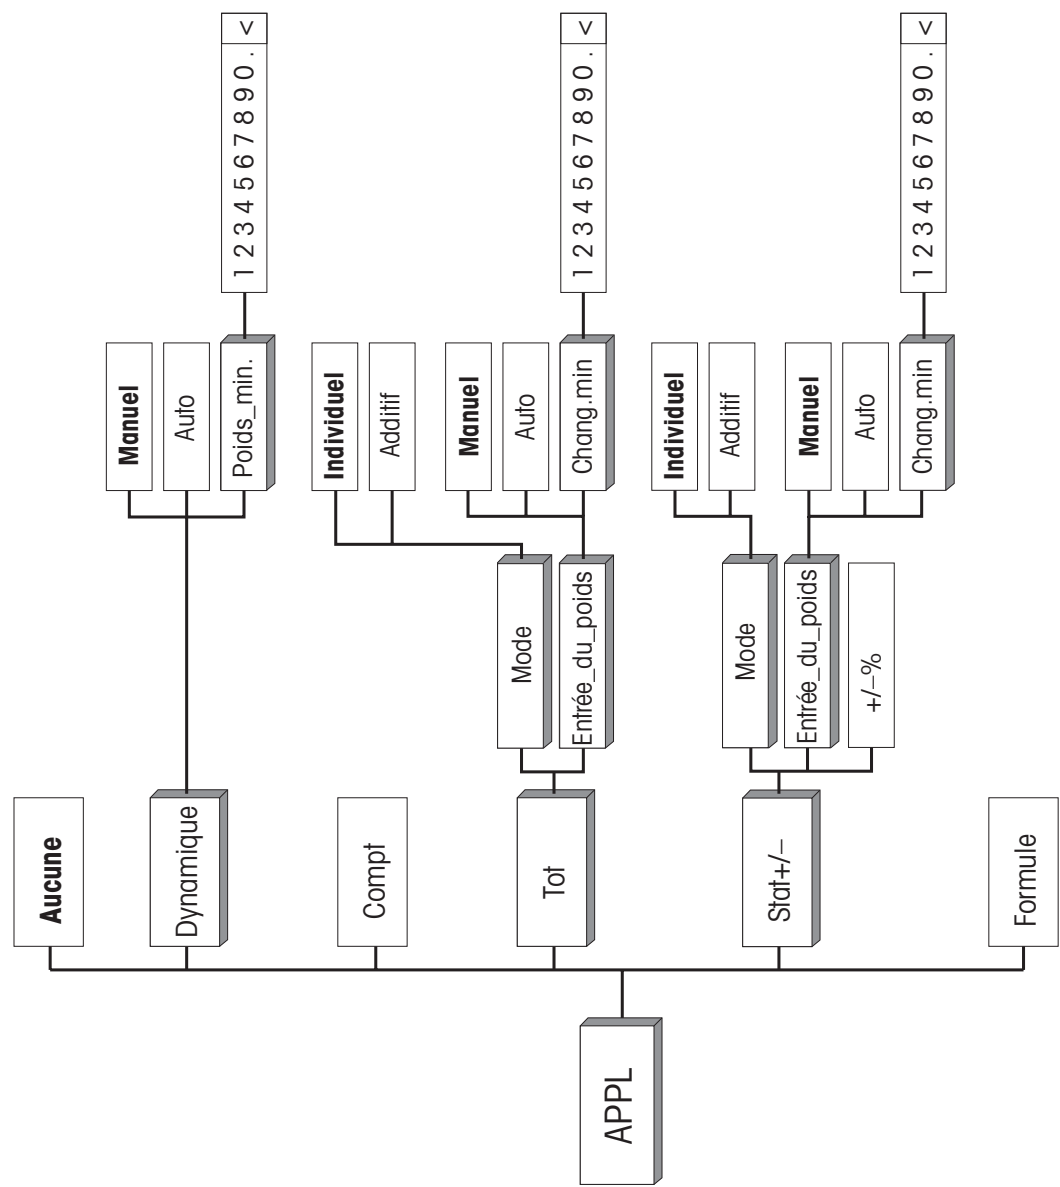 APPL
Aucune
Dynamique
Manuel
Auto
Poids_min.
1 2 3 4 5 6 7 8 9 0 . <
Compt
Tot
Mode
Individuel
Additif
Entrée_du_poids
Manuel
Auto
Chang.min
1 2 3 4 5 6 7 8 9 0 . <
Stat+/–
Mode
Individuel
Additif
Entrée_du_poids
Manuel
Auto
Chang.min
1 2 3 4 5 6 7 8 9 0 . <
+/–%
Formule